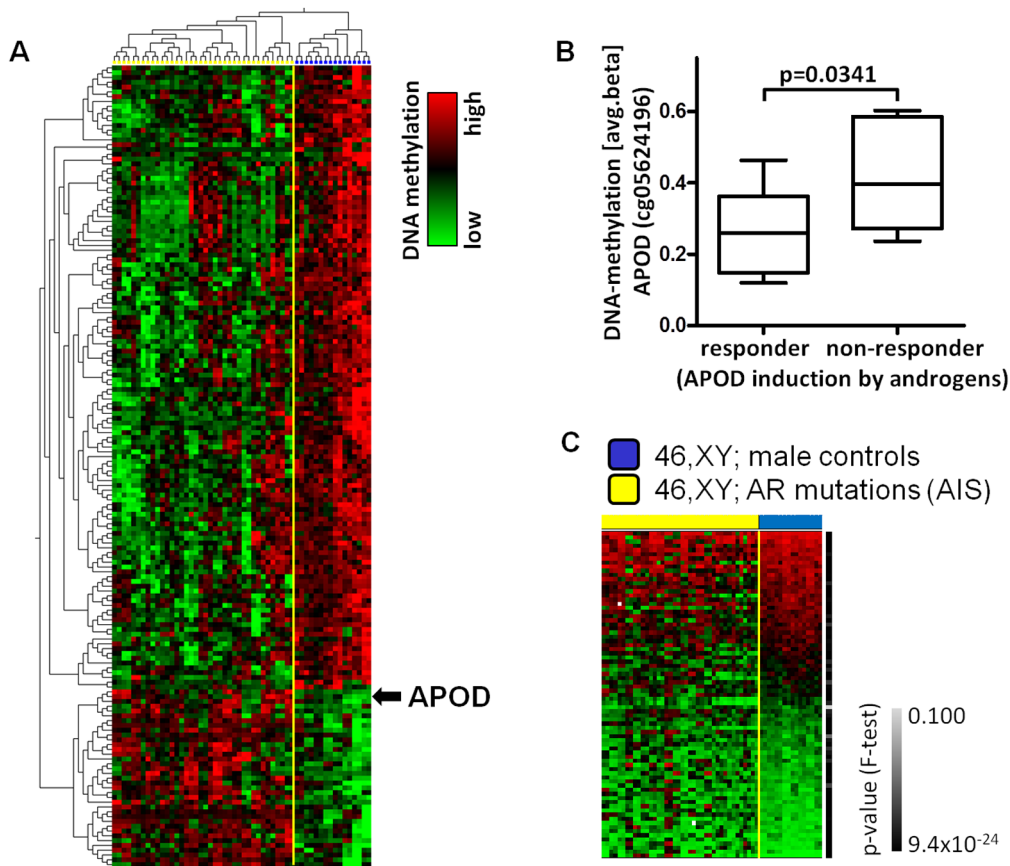 A
high
DNA methylation
low
APOD
B
p=0.0341
DNA-methylation [avg.beta]
APOD (cg05624196)
0.6
0.4
0.2
0.0
responder non-responder
(APOD induction by androgens)
C
46,XY; male controls
46,XY; AR mutations (AIS)
p-value (F-test)
0.100
9.4x10⁻²⁴